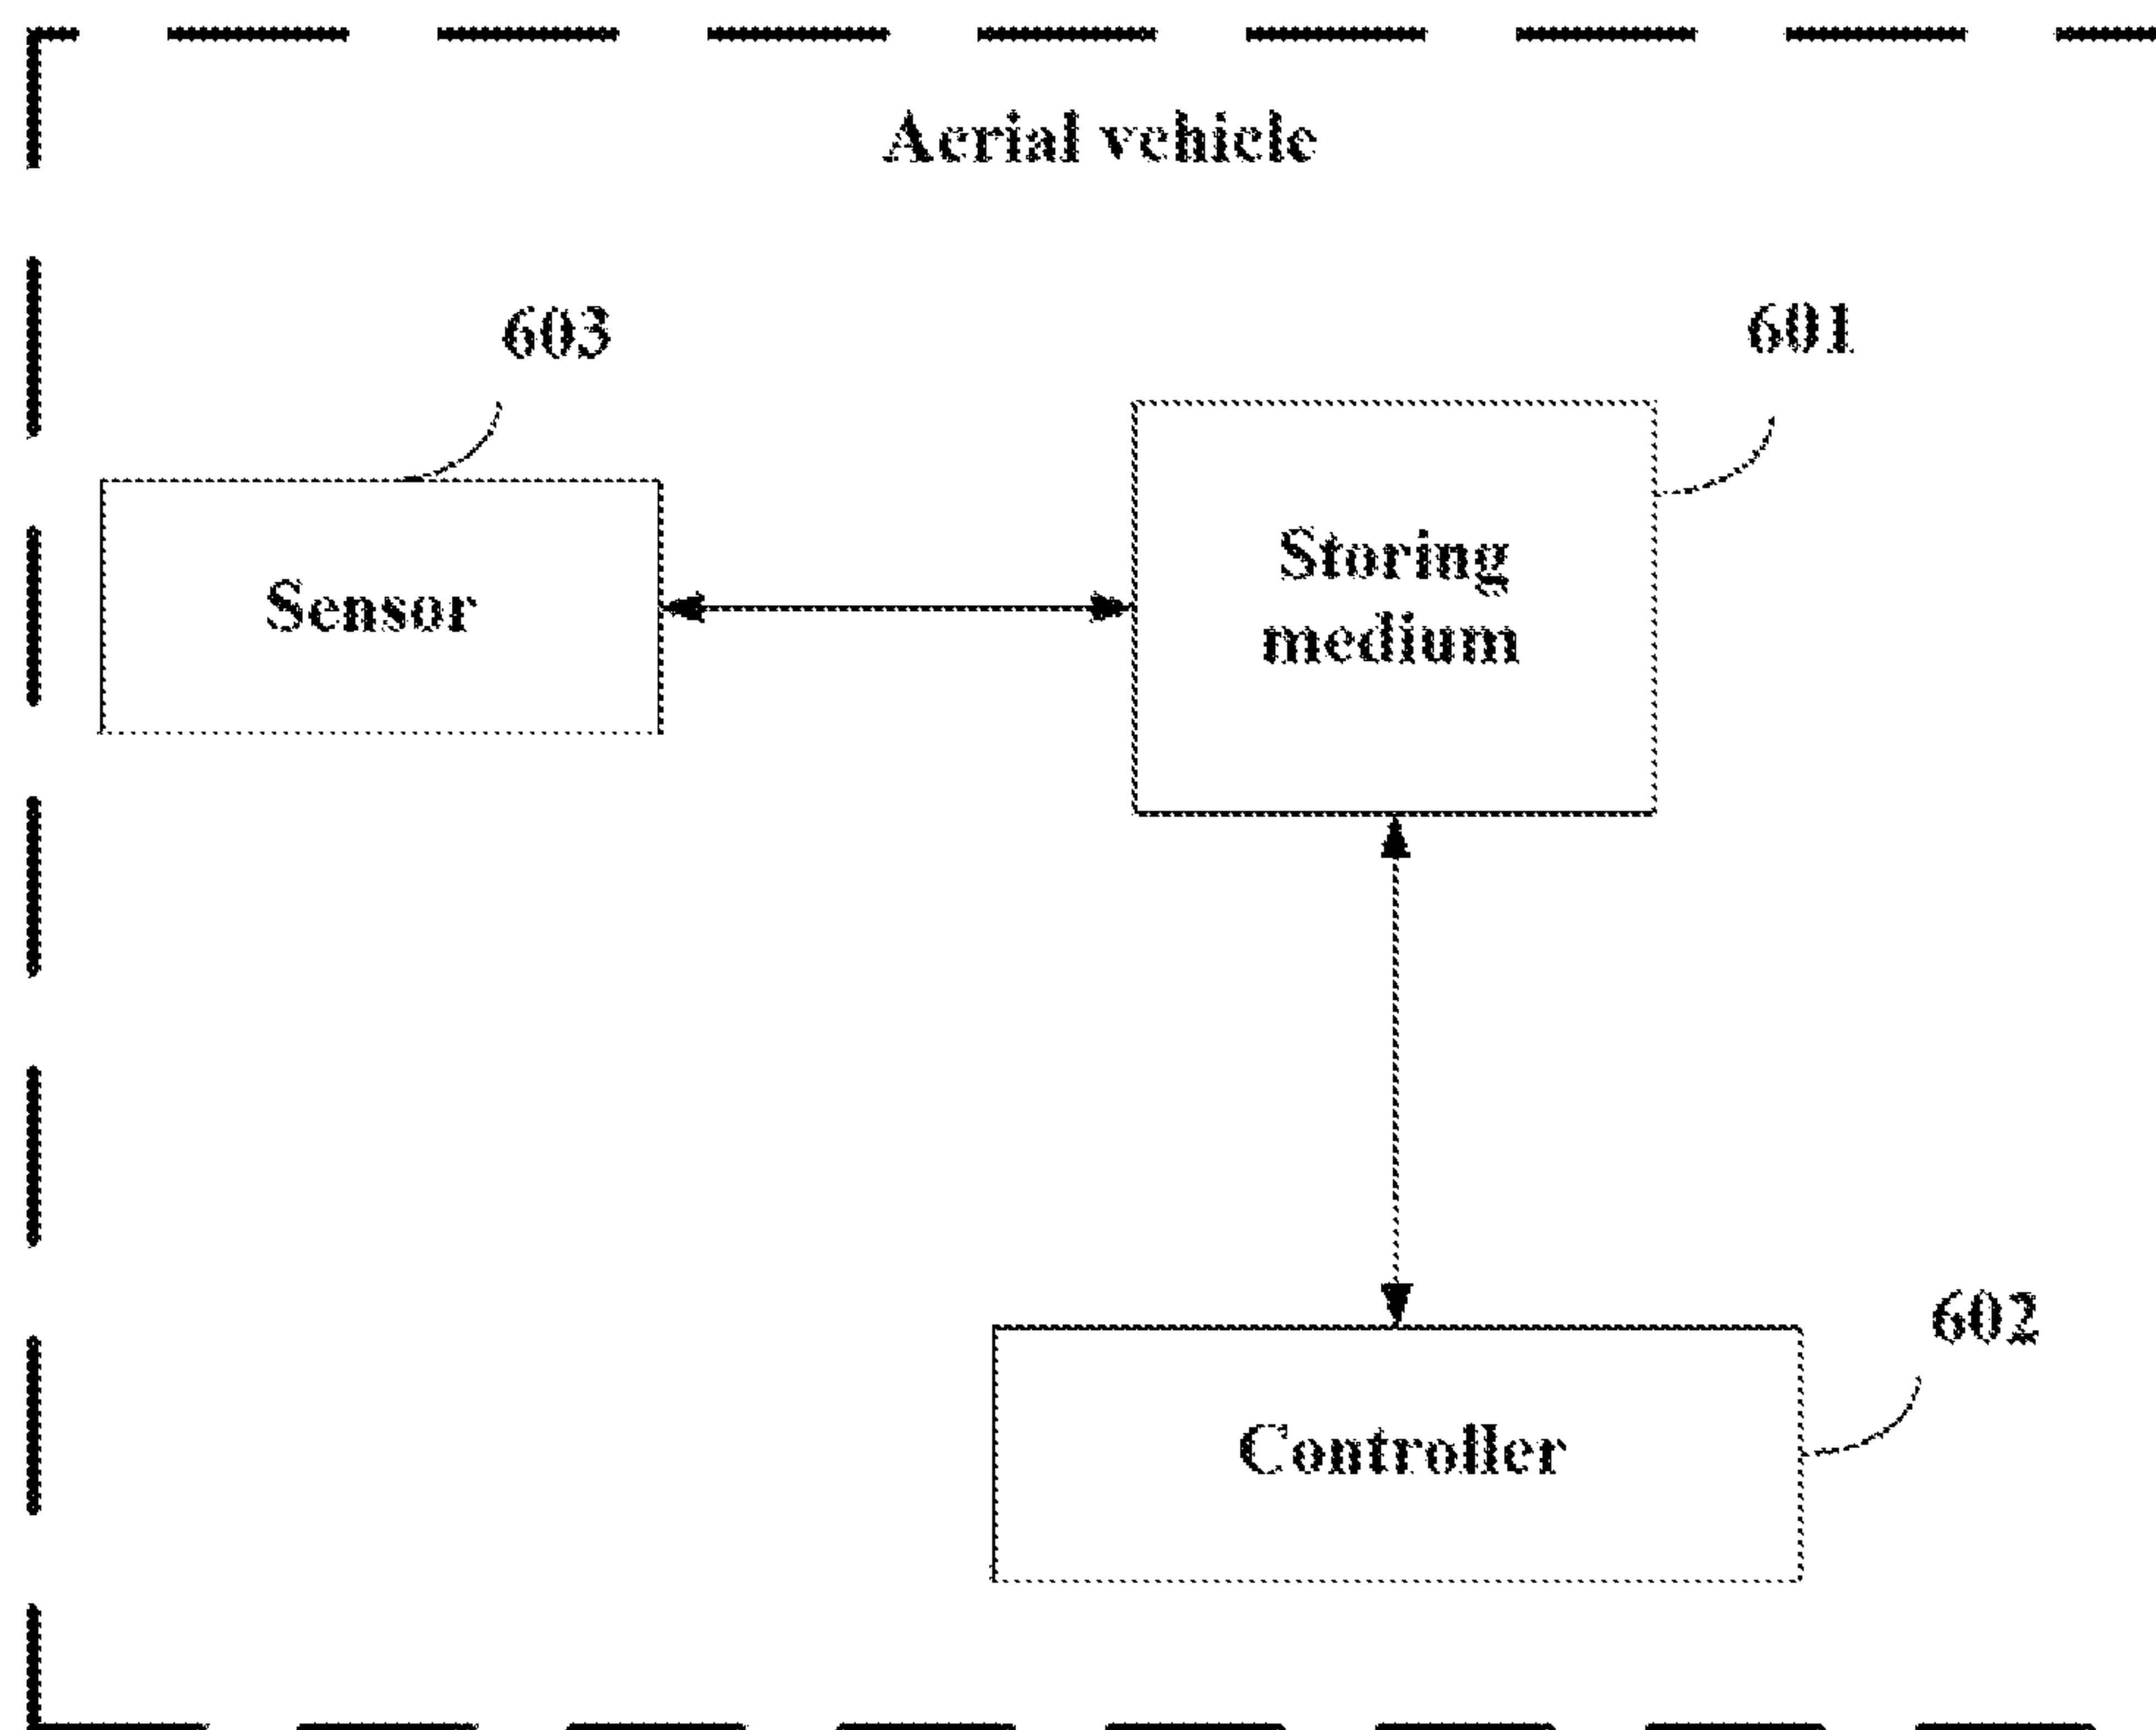 Aerial vehicle
603
601
Sensor
Storing
medium
602
Controller